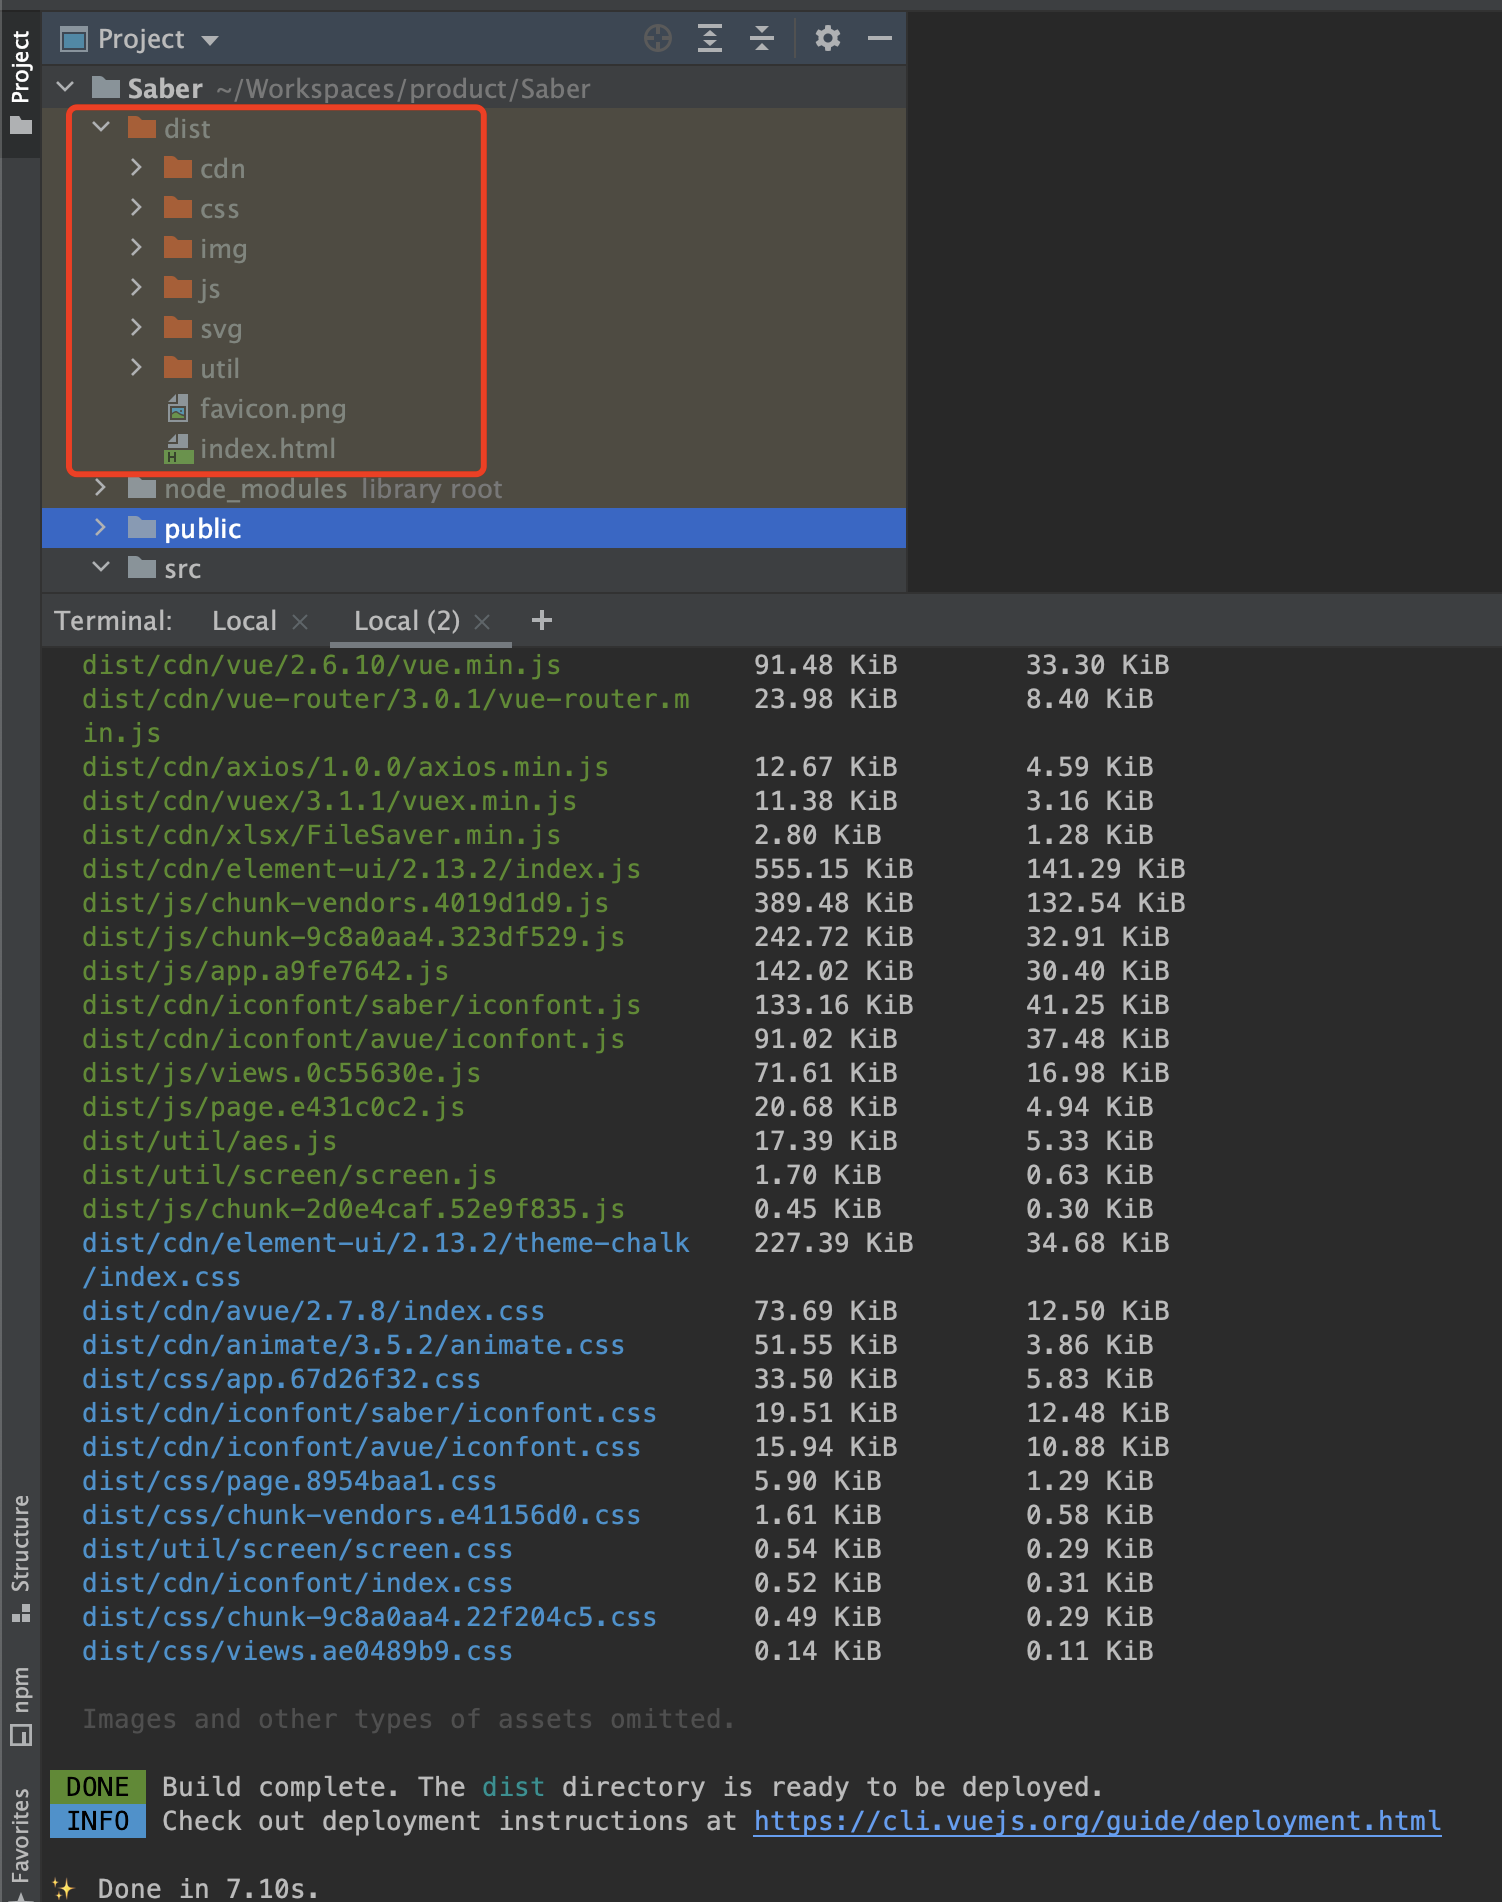 Project
Project
Saber ~/Workspaces/product/Saber
dist
cdn
css
img
js
svg
util
favicon.png
index.html
node_modules library root
public
src
Terminal: Local Local (2)
dist/cdn/vue/2.6.10/vue.min.js 91.48 KiB 33.30 KiB
dist/cdn/vue-router/3.0.1/vue-router.m 23.98 KiB 8.40 KiB
in.js
dist/cdn/axios/1.0.0/axios.min.js 12.67 KiB 4.59 KiB
dist/cdn/vuex/3.1.1/vuex.min.js 11.38 KiB 3.16 KiB
dist/cdn/xlsx/FileSaver.min.js 2.80 KiB 1.28 KiB
dist/cdn/element-ui/2.13.2/index.js 555.15 KiB 141.29 KiB
dist/js/chunk-vendors.4019d1d9.js 389.48 KiB 132.54 KiB
dist/js/chunk-9c8a0aa4.323df529.js 242.72 KiB 32.91 KiB
dist/js/app.a9fe7642.js 142.02 KiB 30.40 KiB
dist/cdn/iconfont/saber/iconfont.js 133.16 KiB 41.25 KiB
dist/cdn/iconfont/avue/iconfont.js 91.02 KiB 37.48 KiB
dist/js/views.0c55630e.js 71.61 KiB 16.98 KiB
dist/js/page.e431c0c2.js 20.68 KiB 4.94 KiB
dist/util/aes.js 17.39 KiB 5.33 KiB
dist/util/screen/screen.js 1.70 KiB 0.63 KiB
dist/js/chunk-2d0e4caf.52e9f835.js 0.45 KiB 0.30 KiB
dist/cdn/element-ui/2.13.2/theme-chalk 227.39 KiB 34.68 KiB
/index.css
dist/cdn/avue/2.7.8/index.css 73.69 KiB 12.50 KiB
dist/cdn/animate/3.5.2/animate.css 51.55 KiB 3.86 KiB
dist/css/app.67d26f32.css 33.50 KiB 5.83 KiB
dist/cdn/iconfont/saber/iconfont.css 19.51 KiB 12.48 KiB
dist/cdn/iconfont/avue/iconfont.css 15.94 KiB 10.88 KiB
dist/css/page.8954baa1.css 5.90 KiB 1.29 KiB
dist/css/chunk-vendors.e41156d0.css 1.61 KiB 0.58 KiB
dist/util/screen/screen.css 0.54 KiB 0.29 KiB
dist/cdn/iconfont/index.css 0.52 KiB 0.31 KiB
dist/css/chunk-9c8a0aa4.22f204c5.css 0.49 KiB 0.29 KiB
dist/css/views.ae0489b9.css 0.14 KiB 0.11 KiB
Images and other types of assets omitted.
DONE Build complete. The dist directory is ready to be deployed.
INFO Check out deployment instructions at https://cli.vuejs.org/guide/deployment.html
✨ Done in 7.10s.
Structure
npm
Favorites